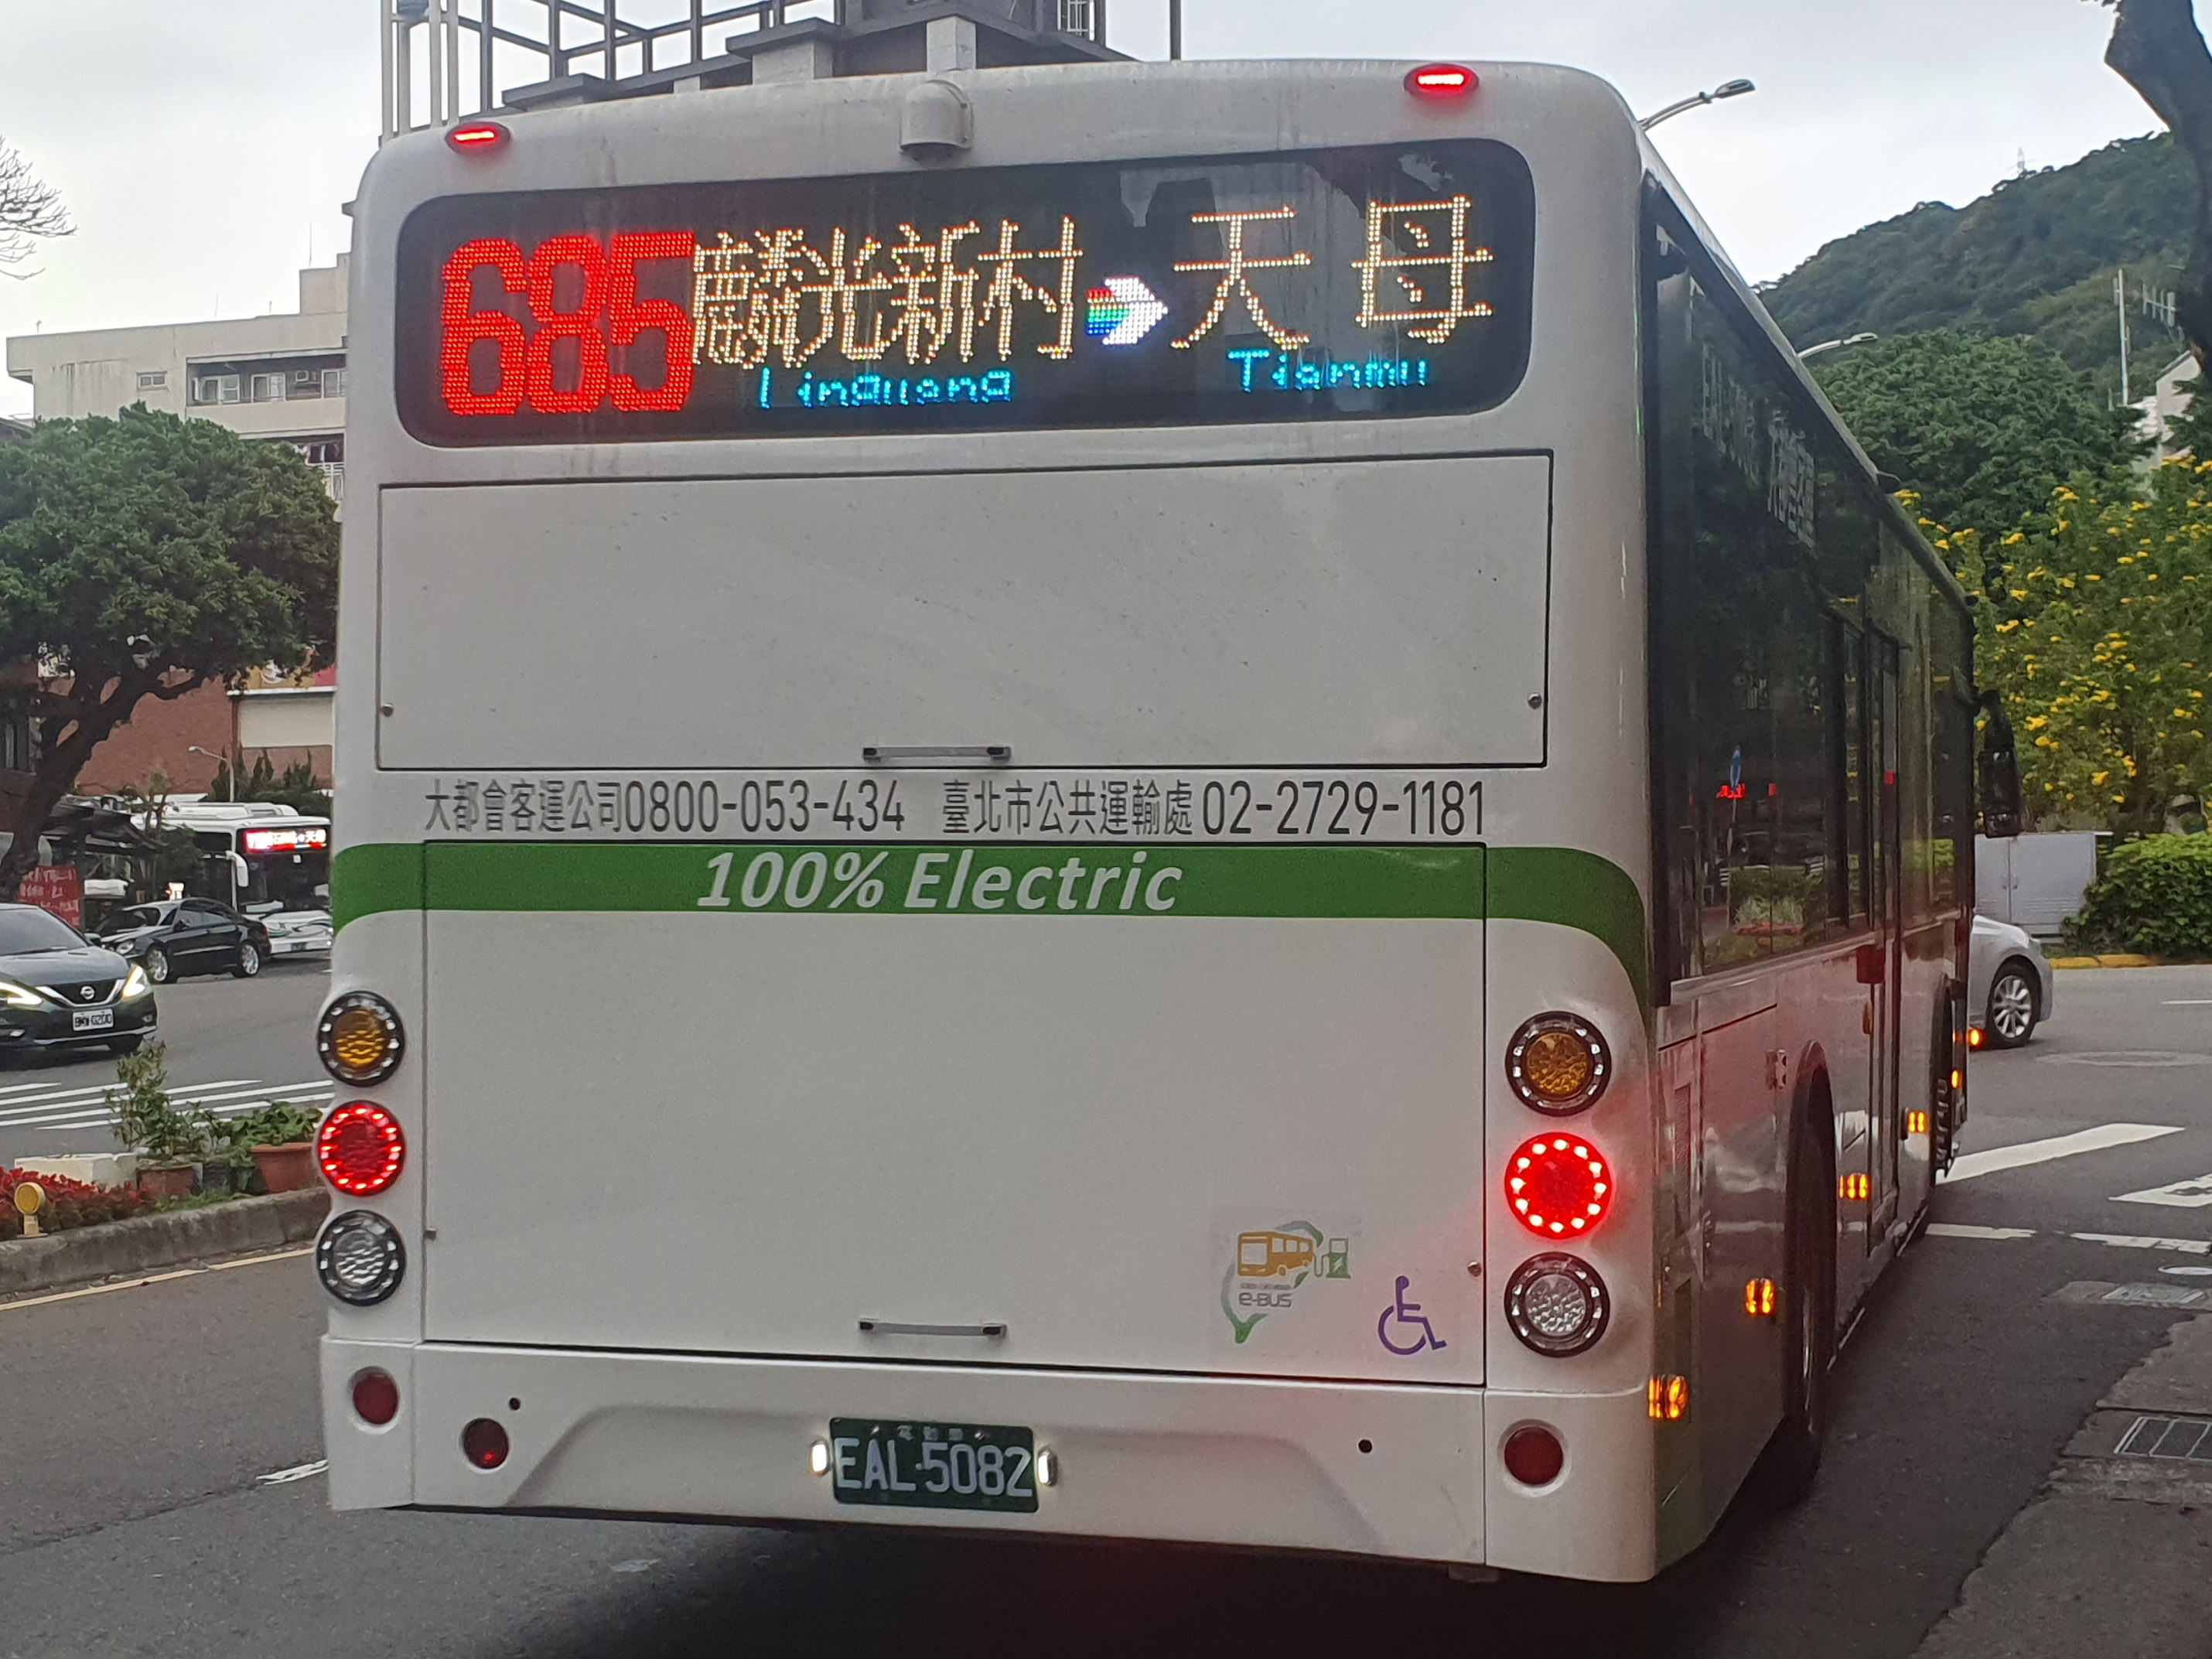 685 麟光新村 天母
Linguang Tianmu
大都會客運公司0800-053-434 臺北市公共運輸處02-2729-1181
100% Electric
e-BUS
電動車
EAL-5082